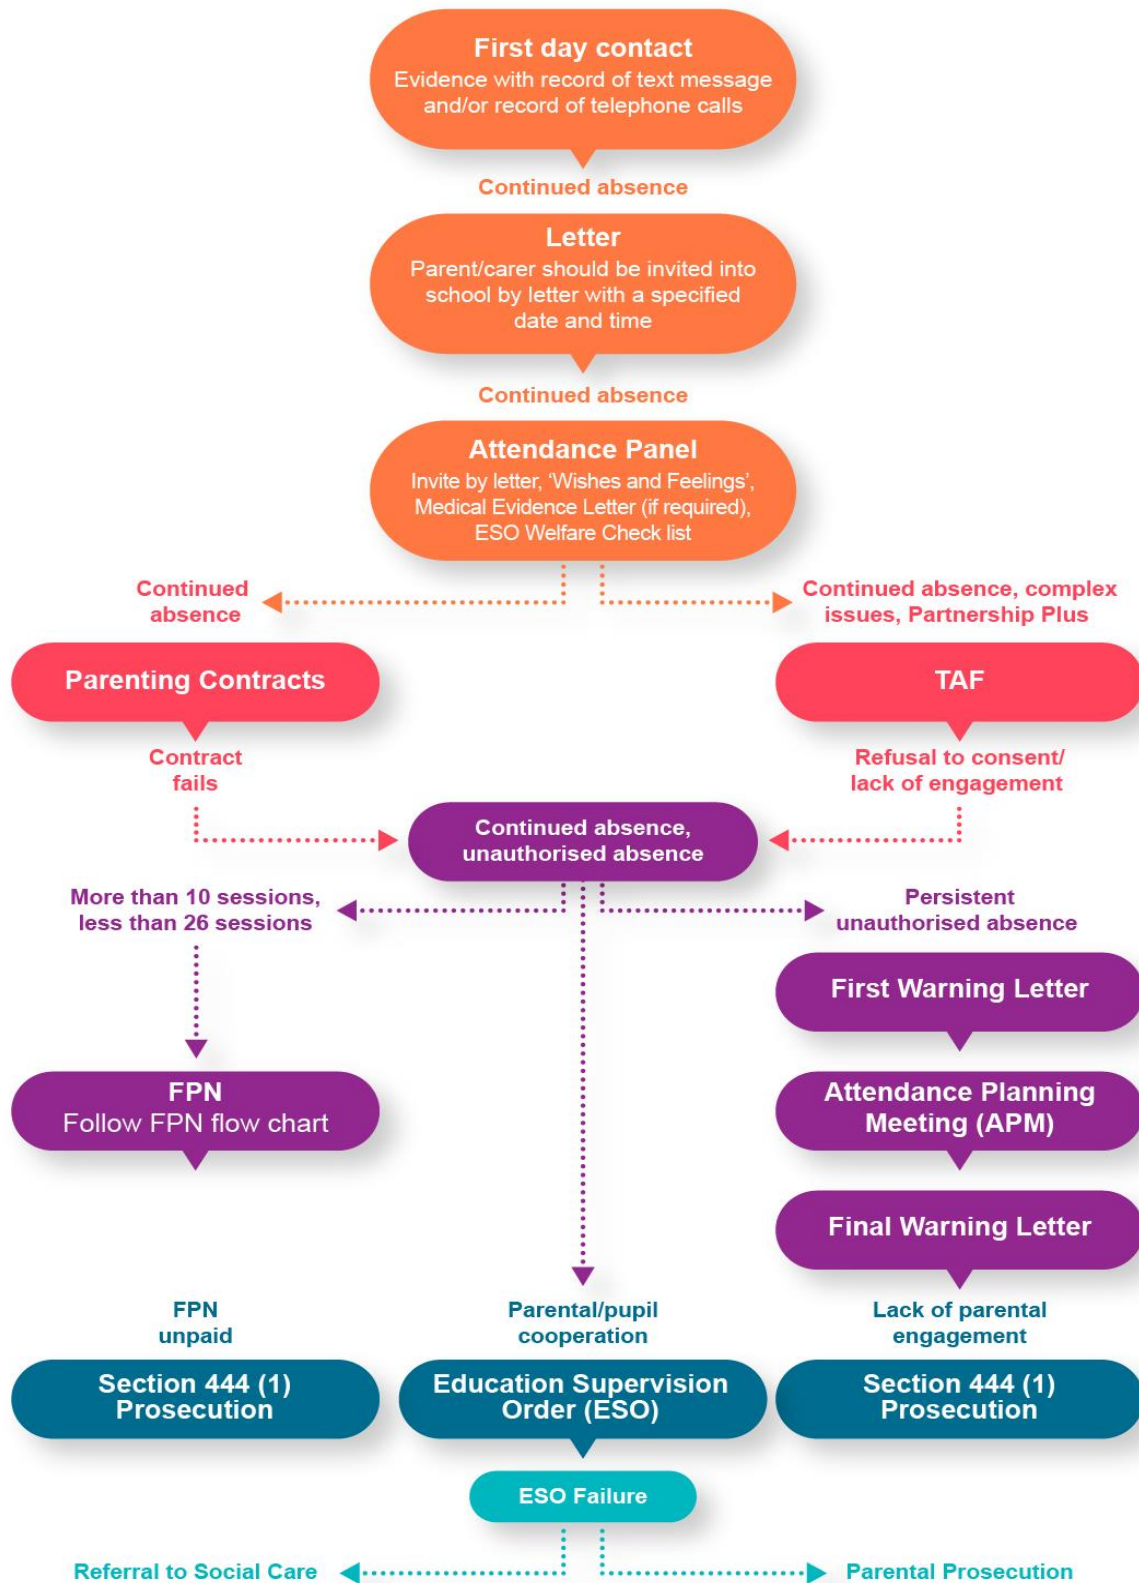 First day contact
Evidence with record of text message
and/or record of telephone calls
Continued absence
Letter
Parent/carer should be invited into
school by letter with a specified
date and time
Continued absence
Attendance Panel
Invite by letter, ‘Wishes and Feelings’,
Medical Evidence Letter (if required),
ESO Welfare Check list
Continued
absence
Continued absence, complex
issues, Partnership Plus
Parenting Contracts
TAF
Contract
fails
Refusal to consent/
lack of engagement
Continued absence,
unauthorised absence
More than 10 sessions,
less than 26 sessions
Persistent
unauthorised absence
First Warning Letter
FPN
Follow FPN flow chart
Attendance Planning
Meeting (APM)
Final Warning Letter
FPN
unpaid
Parental/pupil
cooperation
Lack of parental
engagement
Section 444 (1)
Prosecution
Education Supervision
Order (ESO)
Section 444 (1)
Prosecution
ESO Failure
Referral to Social Care
Parental Prosecution